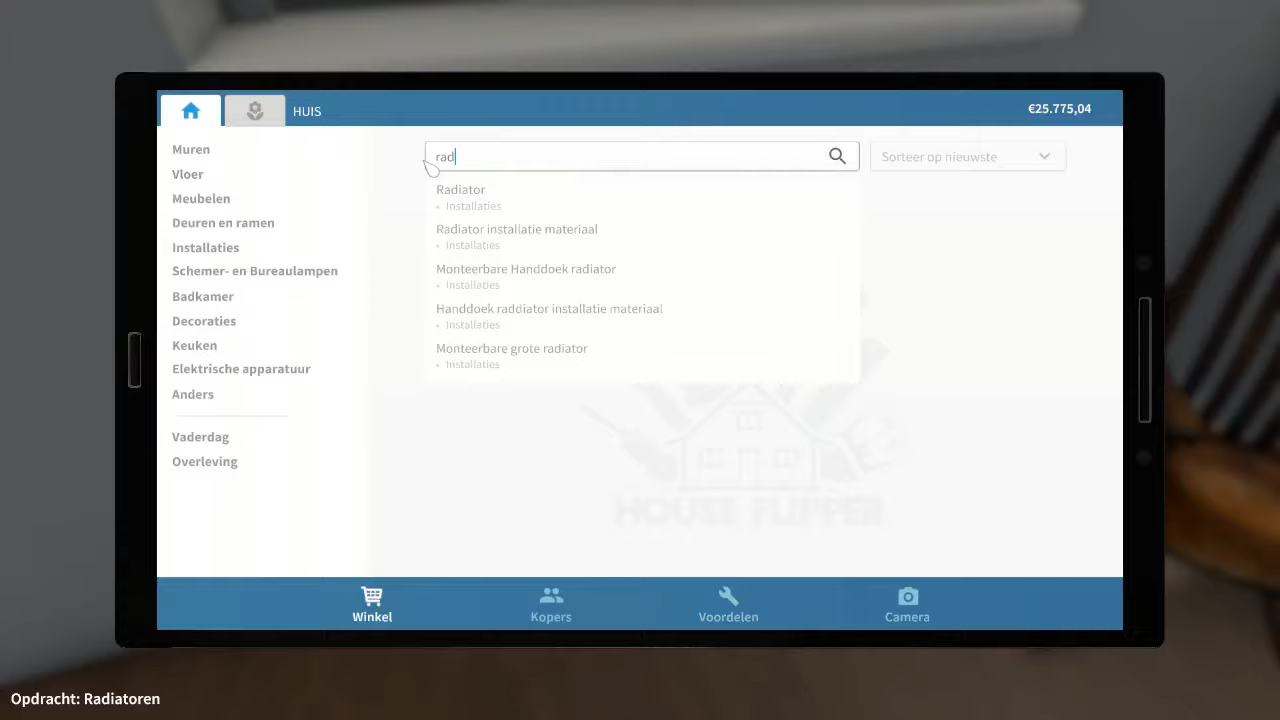 HUIS
€25.775,04
Muren
Vloer
Meubelen
Deuren en ramen
Installaties
Schemer- en Bureaulampen
Badkamer
Decoraties
Keuken
Elektrische apparatuur
Anders
Vaderdag
Overleving
rad
Sorteer op nieuwste
Radiator
• Installaties
Radiator installatie materiaal
• Installaties
Monteerbare Handdoek radiator
• Installaties
Handdoek raddiator installatie materiaal
• Installaties
Monteerbare grote radiator
• Installaties
HOUSE FLIPPER
Winkel
Kopers
Voordelen
Camera
Opdracht: Radiatoren